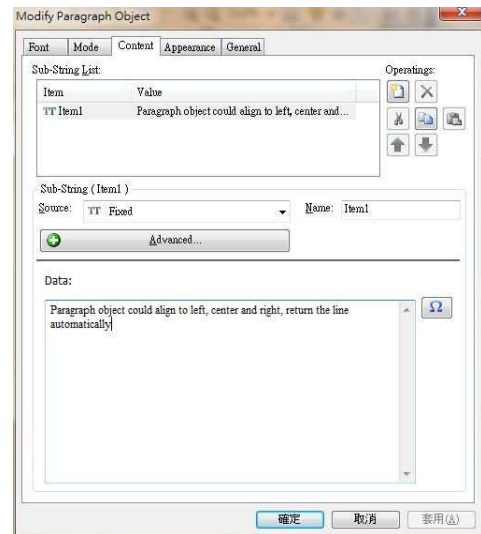 Modify Paragraph Object
Font Mode Content Appearance General
Sub-String List:
Operatings:
Item Value
TT Item1 Paragraph object could align to left, center and...
Sub-String ( Item1 )
Source: TT Fixed Name: Item1
Advanced...
Data:
Paragraph object could align to left, center and right, return the line
automatically
Ω
確定 取消 套用(A)